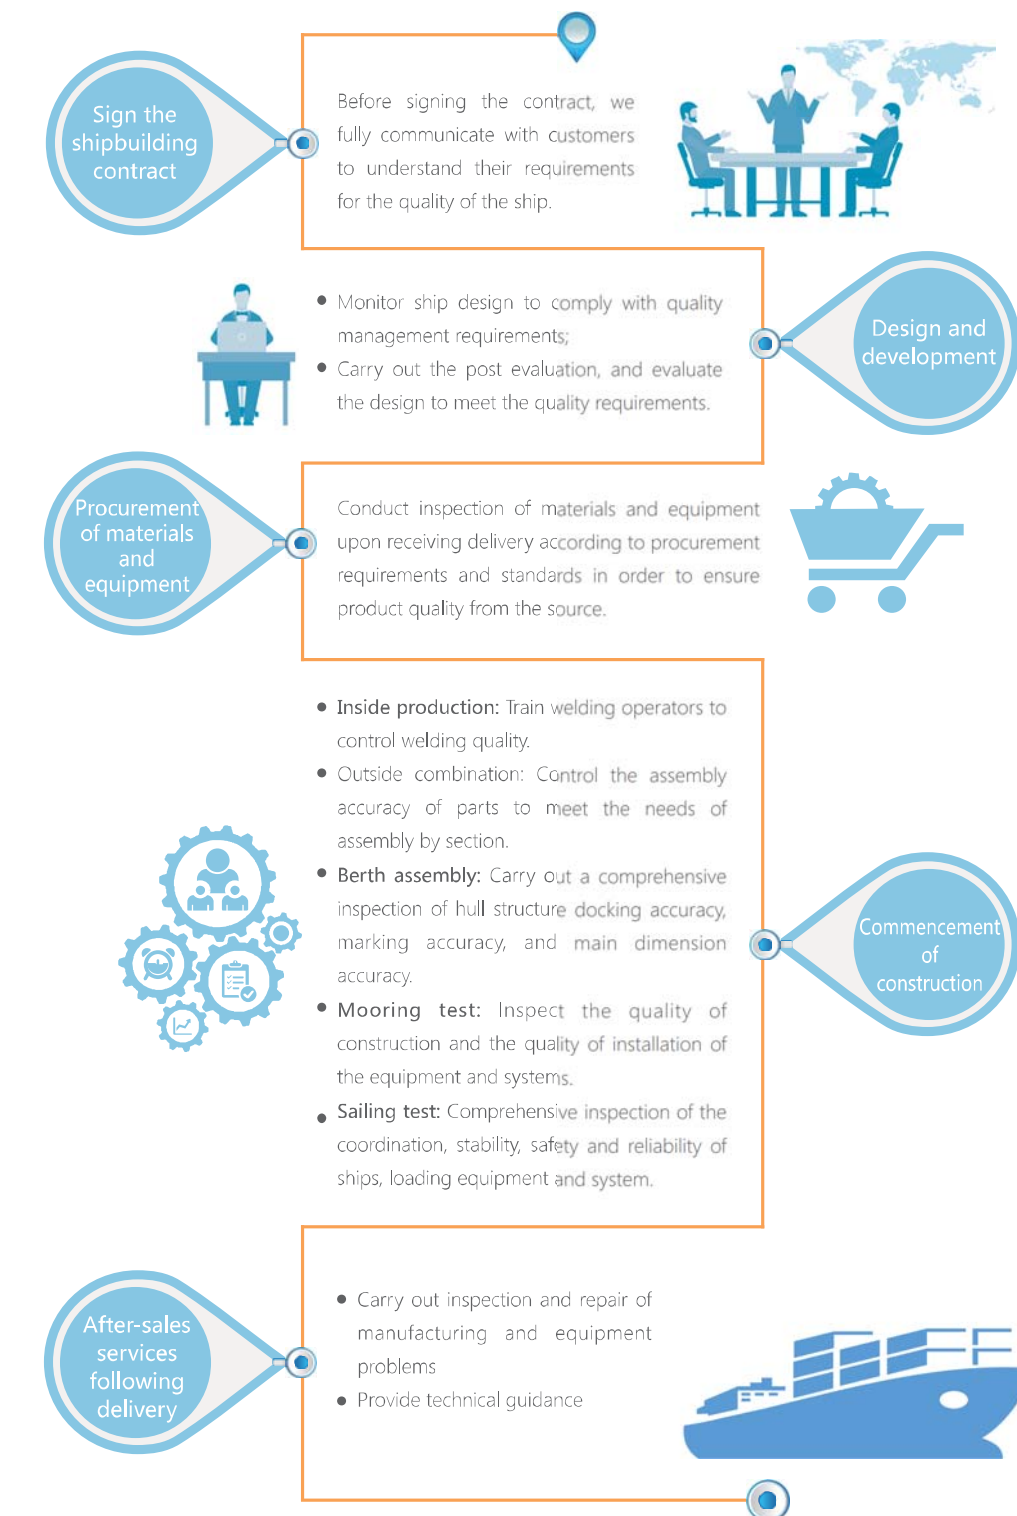 Sign the
shipbuilding
contract
Before signing the contract, we
fully communicate with customers
to understand their requirements
for the quality of the ship.
Design and
development
Monitor ship design to comply with quality
management requirements;
Carry out the post evaluation, and evaluate
the design to meet the quality requirements.
Procurement
of materials
and
equipment
Conduct inspection of materials and equipment
upon receiving delivery according to procurement
requirements and standards in order to ensure
product quality from the source.
Commencement
of
construction
Inside production: Train welding operators to
control welding quality.
Outside combination: Control the assembly
accuracy of parts to meet the needs of
assembly by section.
Berth assembly: Carry out a comprehensive
inspection of hull structure docking accuracy,
marking accuracy, and main dimension
accuracy.
Mooring test: Inspect the quality of
construction and the quality of installation of
the equipment and systems.
Sailing test: Comprehensive inspection of the
coordination, stability, safety and reliability of
ships, loading equipment and system.
After-sales
services
following
delivery
Carry out inspection and repair of
manufacturing and equipment
problems
Provide technical guidance